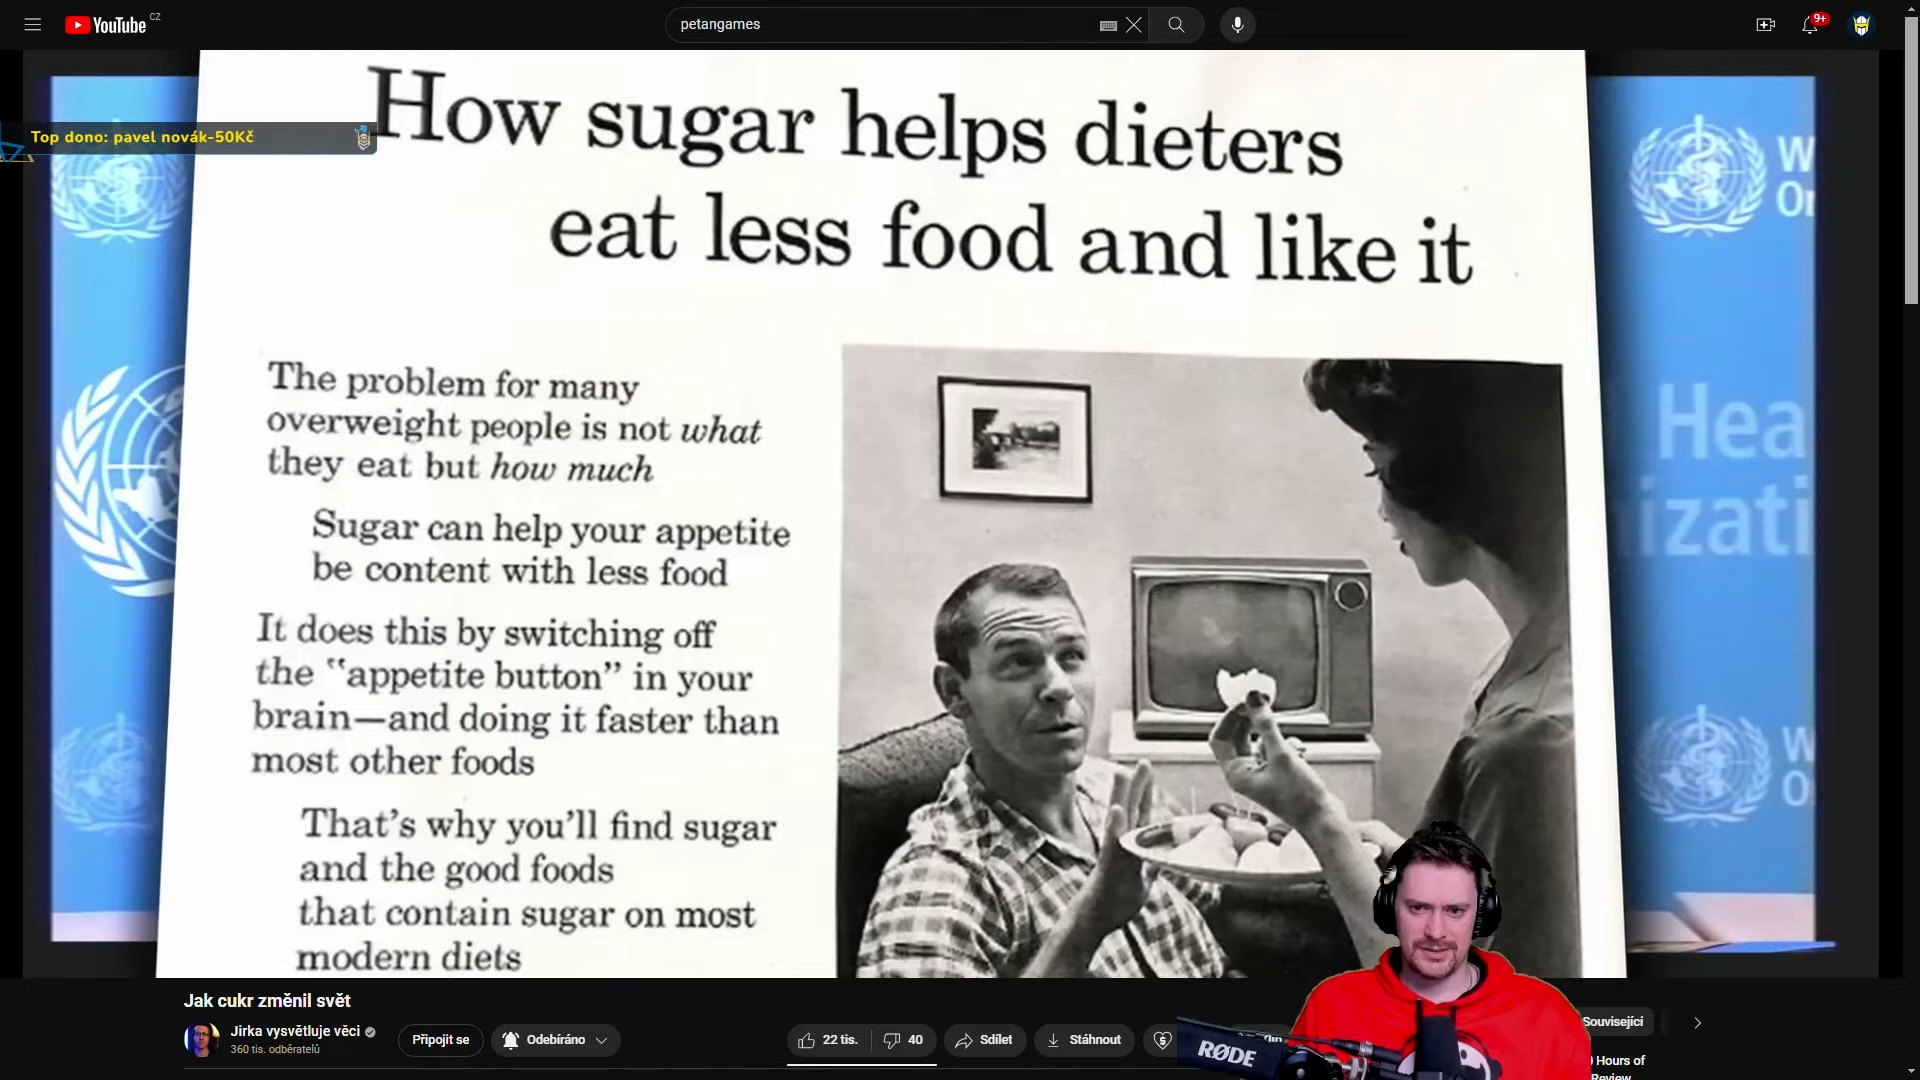 YouTube CZ
petangames
9+
How sugar helps dieters
eat less food and like it
Top dono: pavel novák-50Kč
The problem for many
overweight people is not what
they eat but how much
Sugar can help your appetite
be content with less food
It does this by switching off
the "appetite button" in your
brain—and doing it faster than
most other foods
That's why you'll find sugar
and the good foods
that contain sugar on most
modern diets
W
Or
Hea
nizati
W
O
Jak cukr změnil svět
Jirka vysvětluje věci
360 tis. odběratelů
Připojit se
Odebíráno
22 tis.
40
Sdílet
Stáhnout
RØDE
Související
Hours of